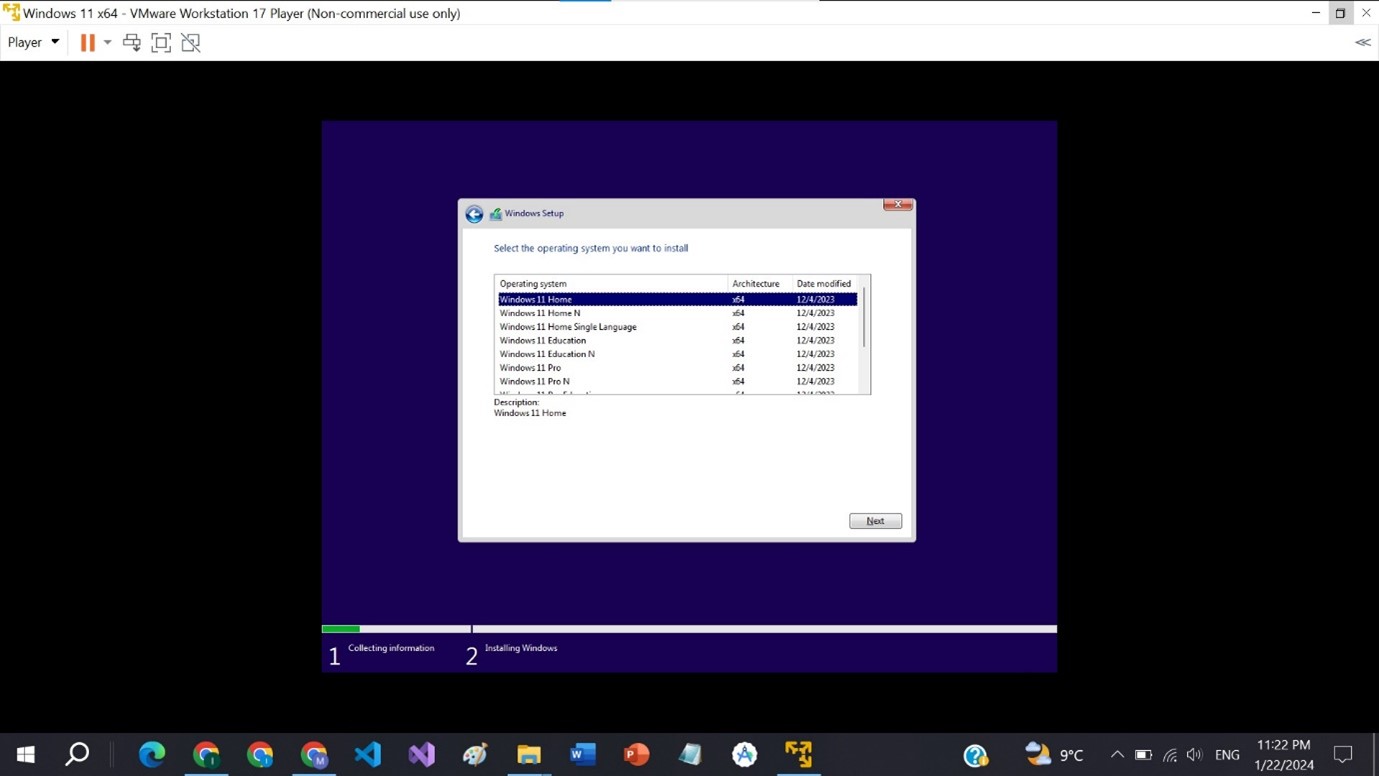 Windows 11 x64 - VMware Workstation 17 Player (Non-commercial use only)
Player
Windows Setup
Select the operating system you want to install
Operating system Architecture Date modified
Windows 11 Home x64 12/4/2023
Windows 11 Home N x64 12/4/2023
Windows 11 Home Single Language x64 12/4/2023
Windows 11 Education x64 12/4/2023
Windows 11 Education N x64 12/4/2023
Windows 11 Pro x64 12/4/2023
Windows 11 Pro N x64 12/4/2023
Description:
Windows 11 Home
Next
1 Collecting information 2 Installing Windows
9°C ENG 11:22 PM
1/22/2024